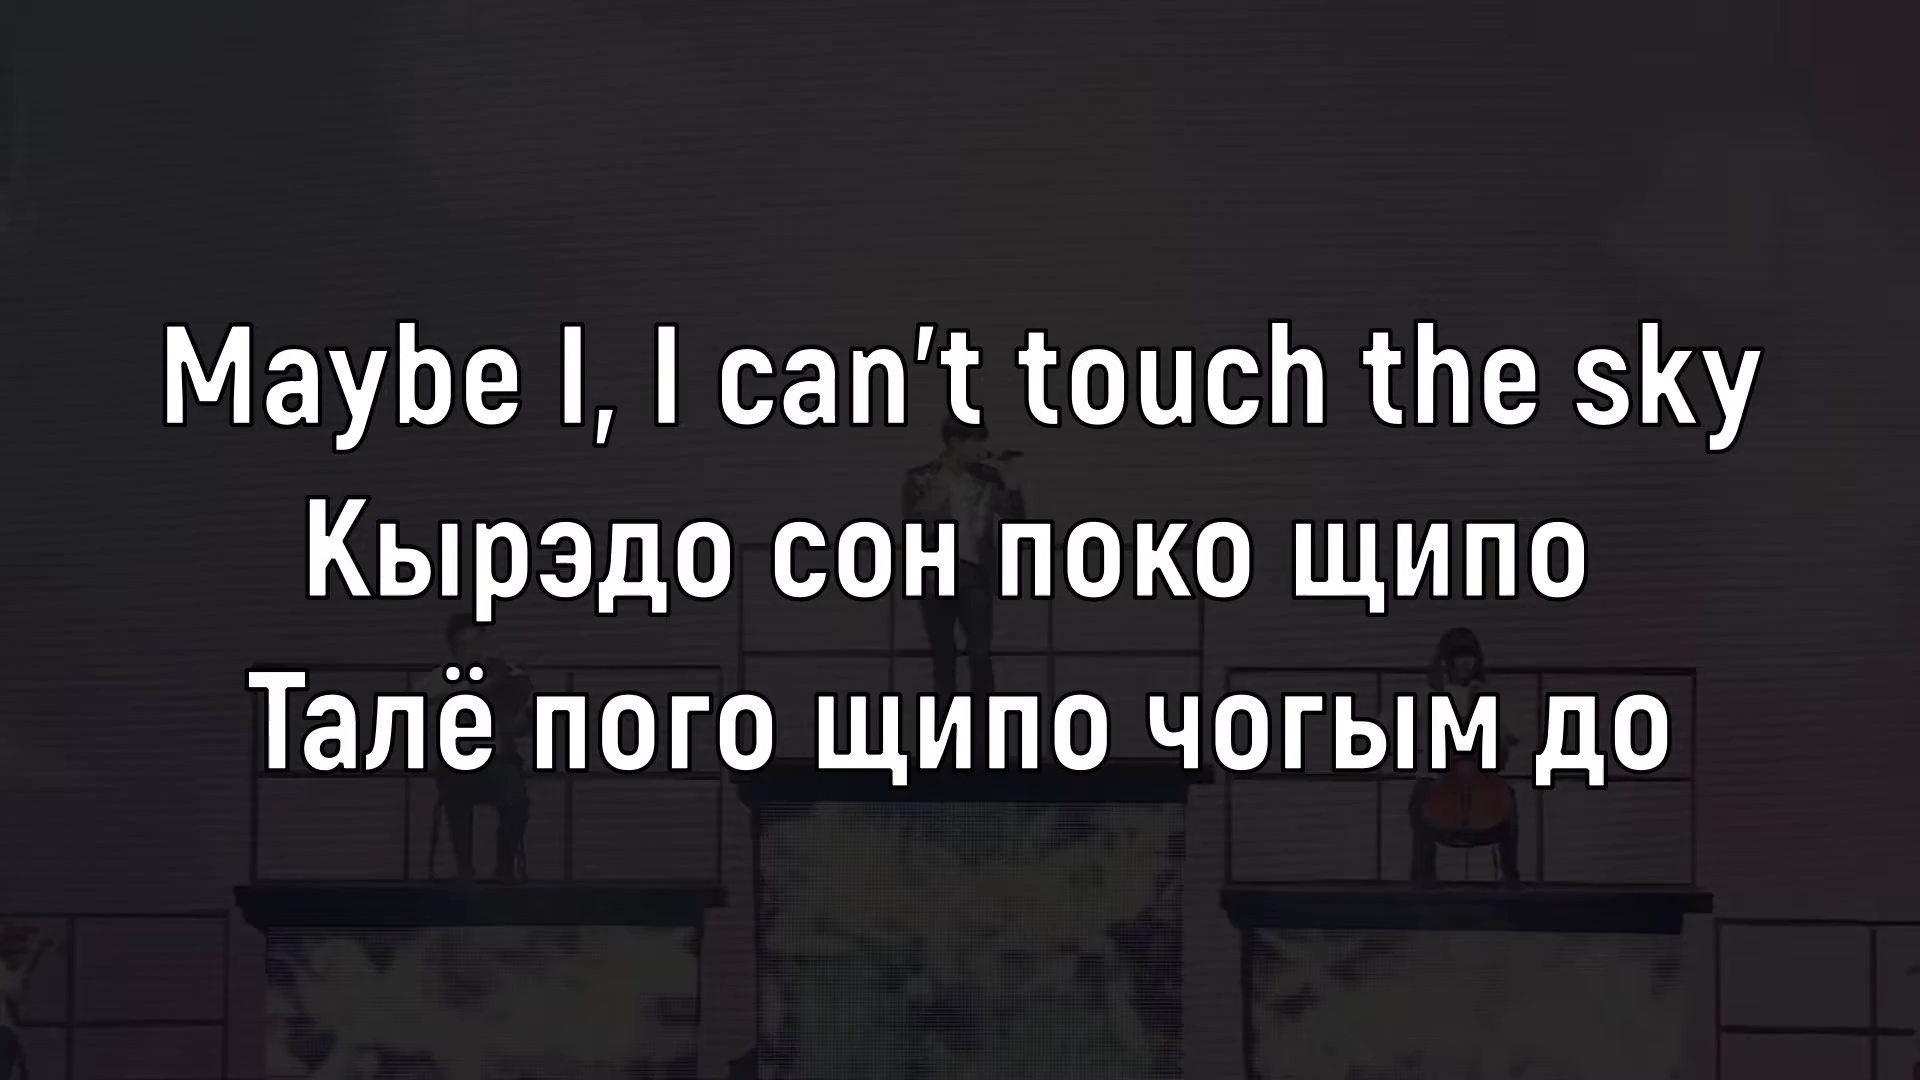 Maybe I, I can't touch the sky
Кырэдо сон поко щипо
Талё пого щипо чогым до